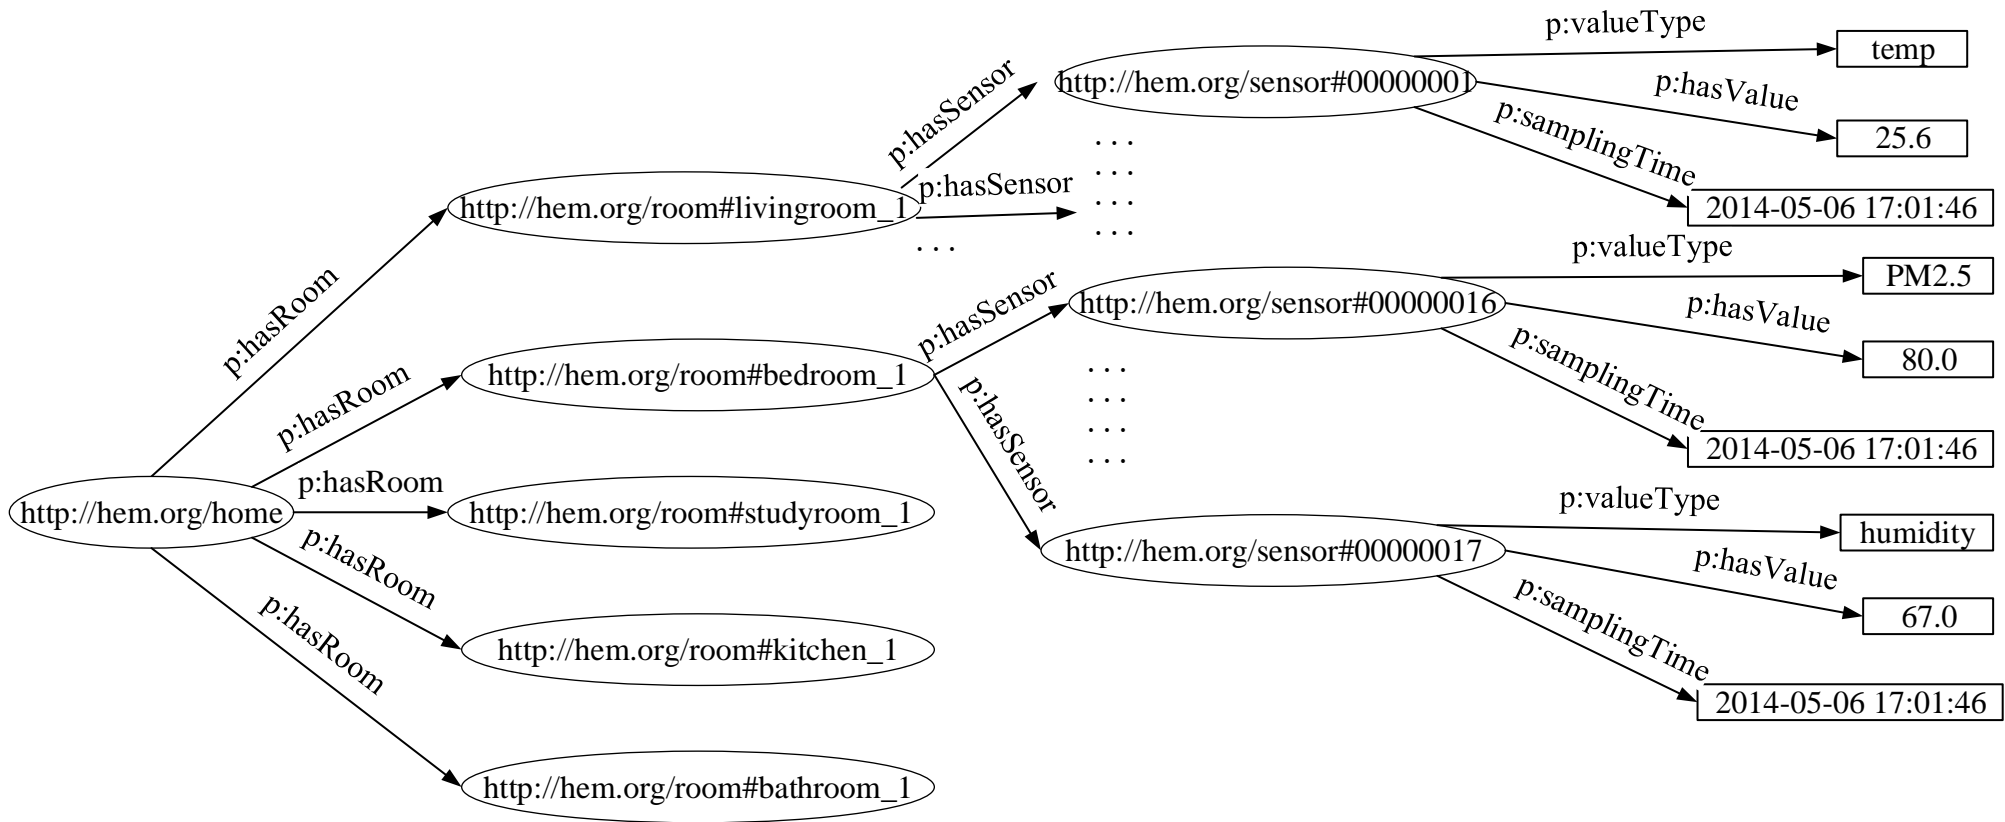 p:valueType
temp
http://hem.org/sensor#00000001
p:hasSensor
p:hasValue
25.6
p:samplingTime
2014-05-06 17:01:46
. . .
. . .
. . .
. . .
http://hem.org/room#livingroom_1
p:hasSensor
. . .
p:hasRoom
p:valueType
PM2.5
http://hem.org/sensor#00000016
p:hasSensor
p:hasValue
80.0
p:samplingTime
2014-05-06 17:01:46
. . .
. . .
. . .
. . .
http://hem.org/room#bedroom_1
p:hasRoom
p:hasSensor
http://hem.org/home
p:hasRoom
http://hem.org/room#studyroom_1
p:valueType
humidity
http://hem.org/sensor#00000017
p:hasValue
67.0
p:samplingTime
2014-05-06 17:01:46
p:hasRoom
http://hem.org/room#kitchen_1
p:hasRoom
http://hem.org/room#bathroom_1